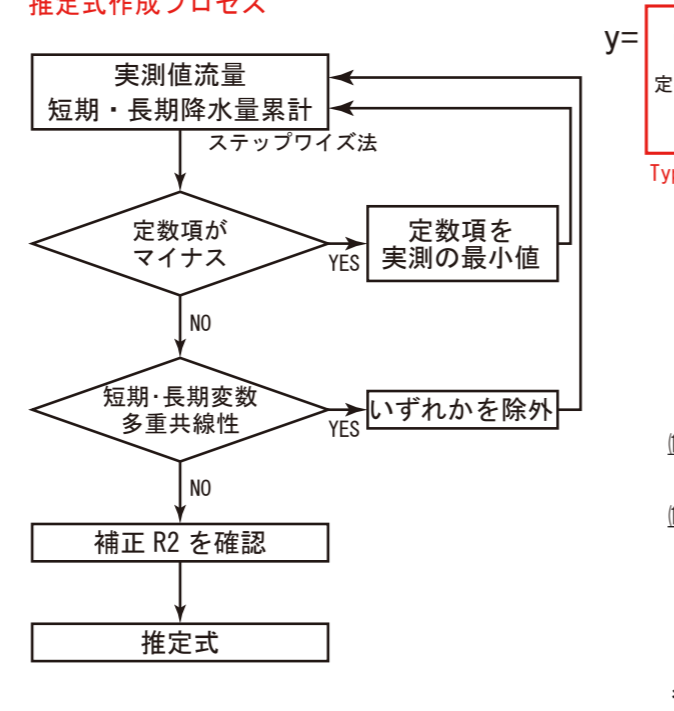 推定式作成プロセス
実測値流量
短期・長期降水量累計
ステップワイズ法
定数項が
マイナス
YES
定数項を
実測の最小値
NO
短期・長期変数
多重共線性
YES
いずれかを除外
NO
補正 R2 を確認
推定式
y=
定